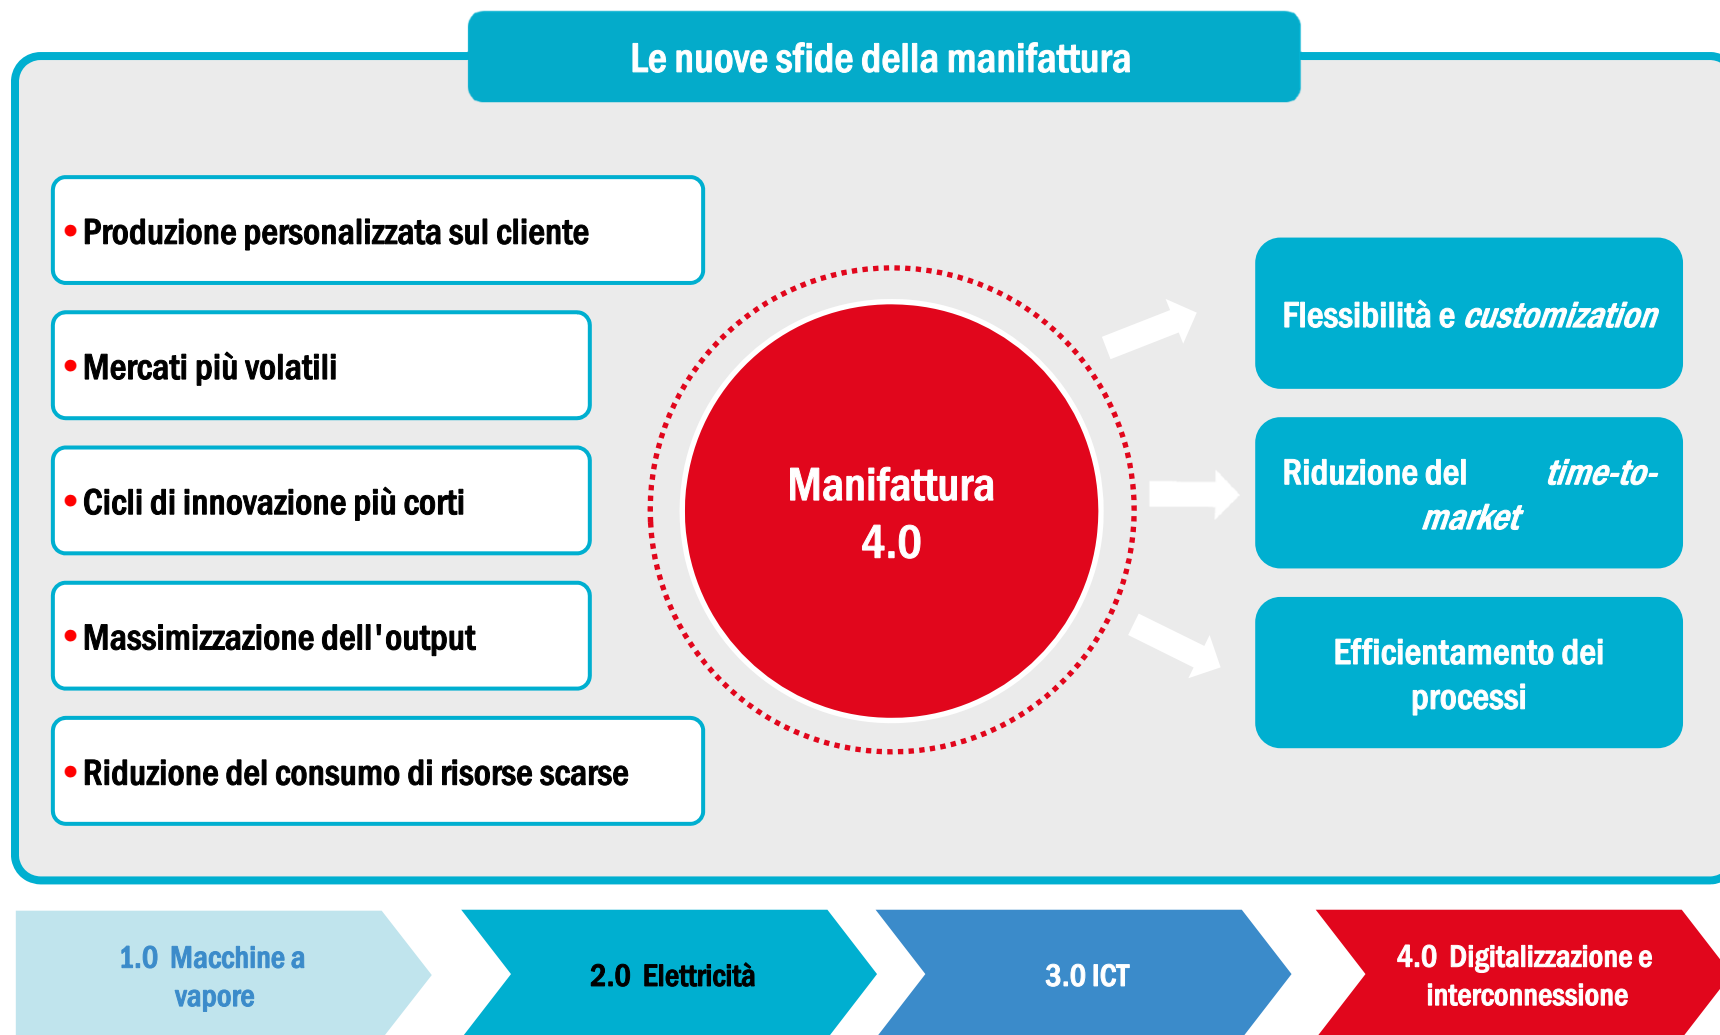 Le nuove sfide della manifattura
• Produzione personalizzata sul cliente
• Mercati più volatili
• Cicli di innovazione più corti
• Massimizzazione dell'output
• Riduzione del consumo di risorse scarse
Manifattura
4.0
Flessibilità e customization
Riduzione del time-to-
market
Efficientamento dei
processi
1.0 Macchine a
vapore
2.0 Elettricità
3.0 ICT
4.0 Digitalizzazione e
interconnessione